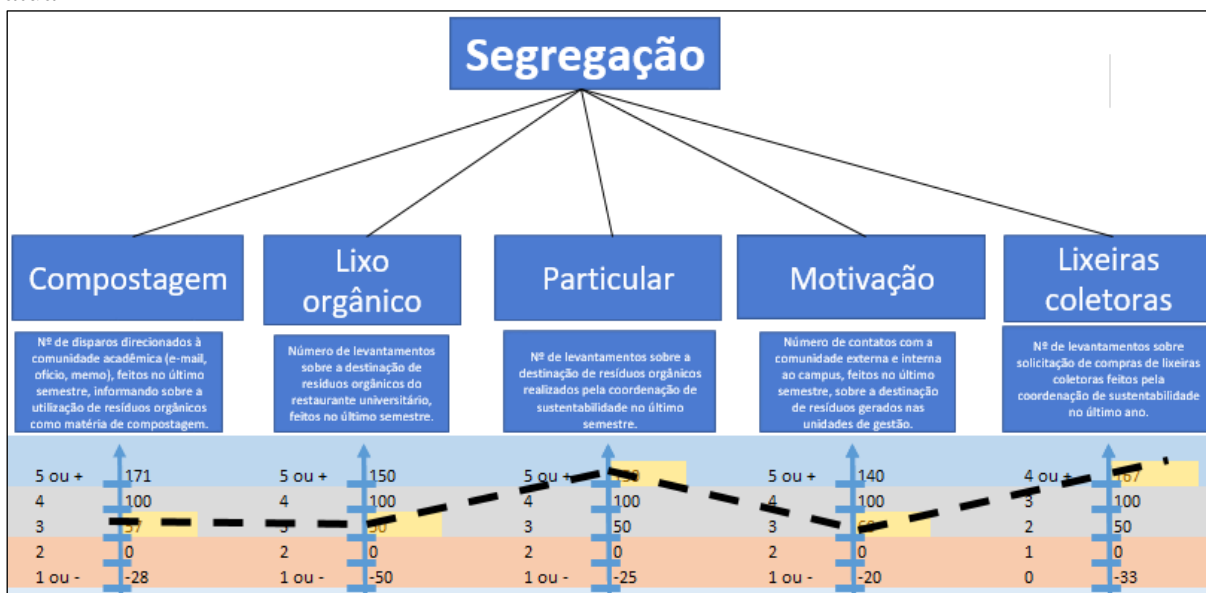 Segregação
Compostagem
Lixo
orgânico
Particular
Motivação
Lixeiras
coletoras
Nº de disparos direcionados à
comunidade acadêmica (e-mail,
oficio, memo), feitos no último
semestre, informando sobre a
utilização de resíduos orgânicos
como matéria de compostagem.
Número de levantamentos
sobre a destinação de
resíduos orgânicos do
restaurante universitário,
feitos no último semestre.
Nº de levantamentos sobre a
destinação de resíduos orgânicos
realizados pela coordenação de
sustentabilidade no último
semestre.
Número de contatos com a
comunidade externa e interna
ao campus, feitos no último
semestre, sobre a destinação
de resíduos gerados nas
unidades de gestão.
Nº de levantamentos sobre
solicitação de compras de lixeiras
coletoras feitos pela
coordenação de sustentabilidade
no último ano.
5 ou + 171 5 ou + 150 5 ou + 5 ou + 140 4 ou + 167
4 100 4 100 4 100 4 100 3 100
3 57 3 50 3 50 3 2 50
2 0 2 0 2 0 2 0 1 0
1 ou - -28 1 ou - -50 1 ou - -25 1 ou - -20 0 -33